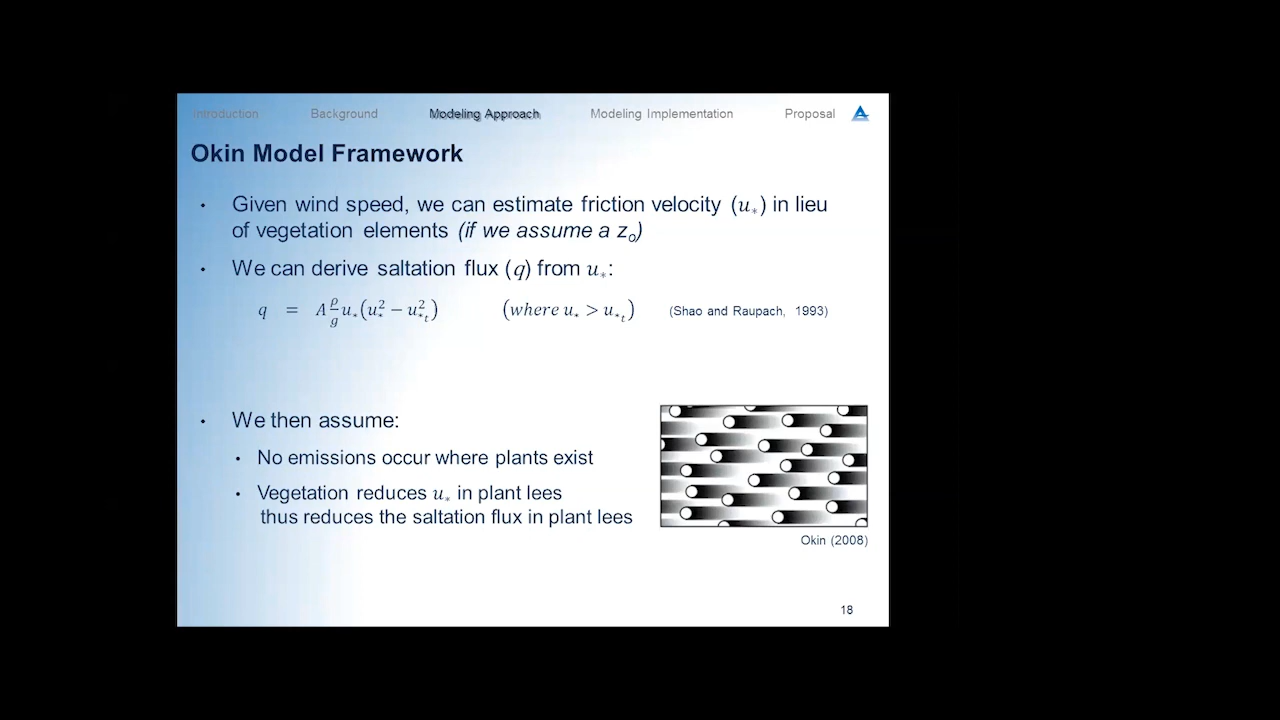 Introduction Background Modeling Approach Modeling Implementation Proposal
Okin Model Framework
• Given wind speed, we can estimate friction velocity (u*) in lieu
of vegetation elements (if we assume a zo)
• We can derive saltation flux (q) from u*:
q = A ρ/g u*(u*² − u*t²) (where u* > u*t) (Shao and Raupach, 1993)
• We then assume:
• No emissions occur where plants exist
• Vegetation reduces u* in plant lees
thus reduces the saltation flux in plant lees
Okin (2008)
18